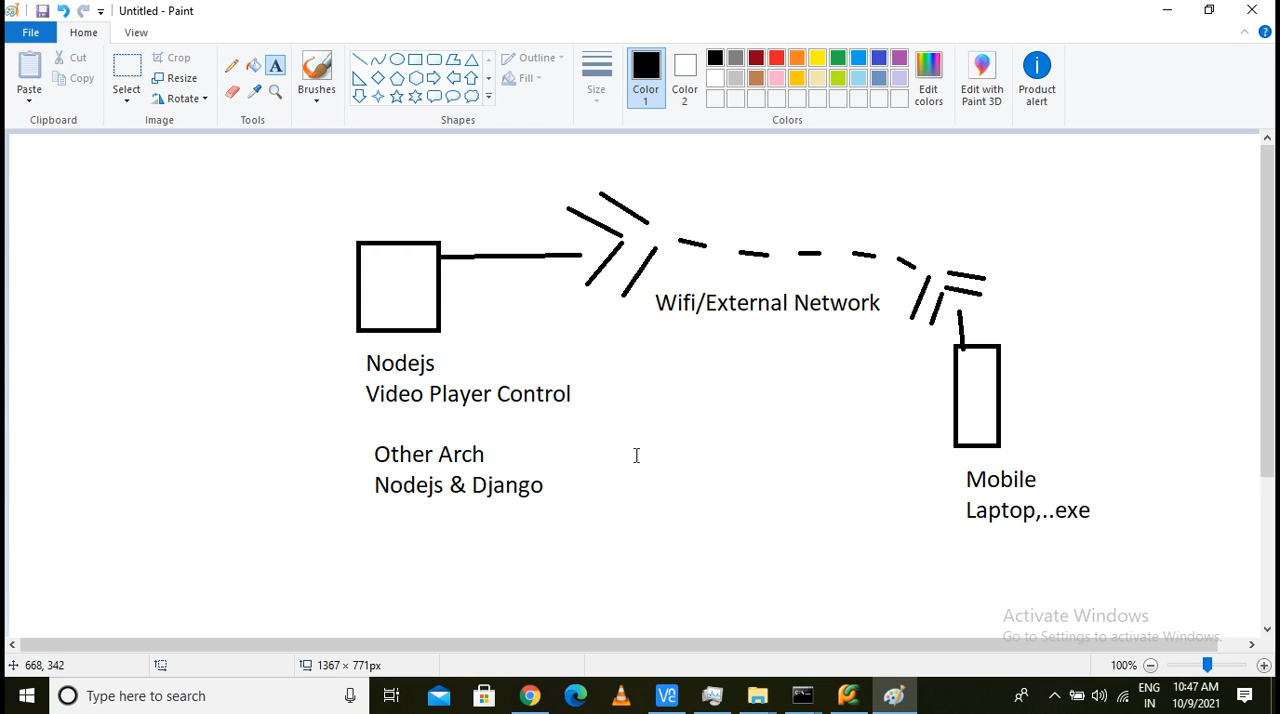 Untitled - Paint
File Home View
Paste
Cut
Copy
Clipboard
Select
Crop
Resize
Rotate
Image
A
Tools
Brushes
Outline
Fill
Shapes
Size
Color 1
Color 2
Edit colors
Colors
Edit with Paint 3D
Product alert
Wifi/External Network
Nodejs
Video Player Control
Other Arch
Nodejs & Django
Mobile
Laptop,..exe
Activate Windows
Go to Settings to activate Windows.
668, 342
1367 × 771px
100%
Type here to search
ENG
IN
10:47 AM
10/9/2021